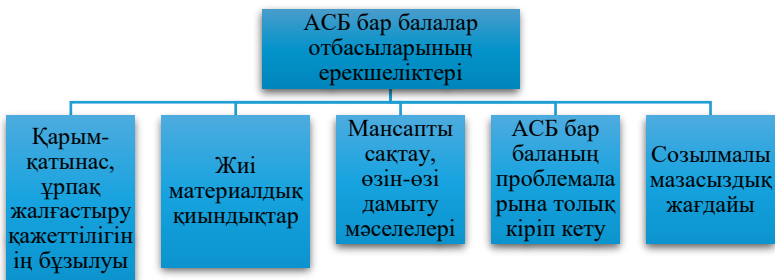 АСБ бар балалар
отбасыларының
ерекшеліктері
Қарым-
қатынас,
ұрпақ
жалғастыру
қажеттілігін
ің бұзылуы
Жиі
материалдық
қиындықтар
Мансапты
сақтау,
өзін-өзі
дамыту
мәселелері
АСБ бар
баланың
проблемала
рына толық
кіріп кету
Созылмалы
мазасыздық
жағдайы